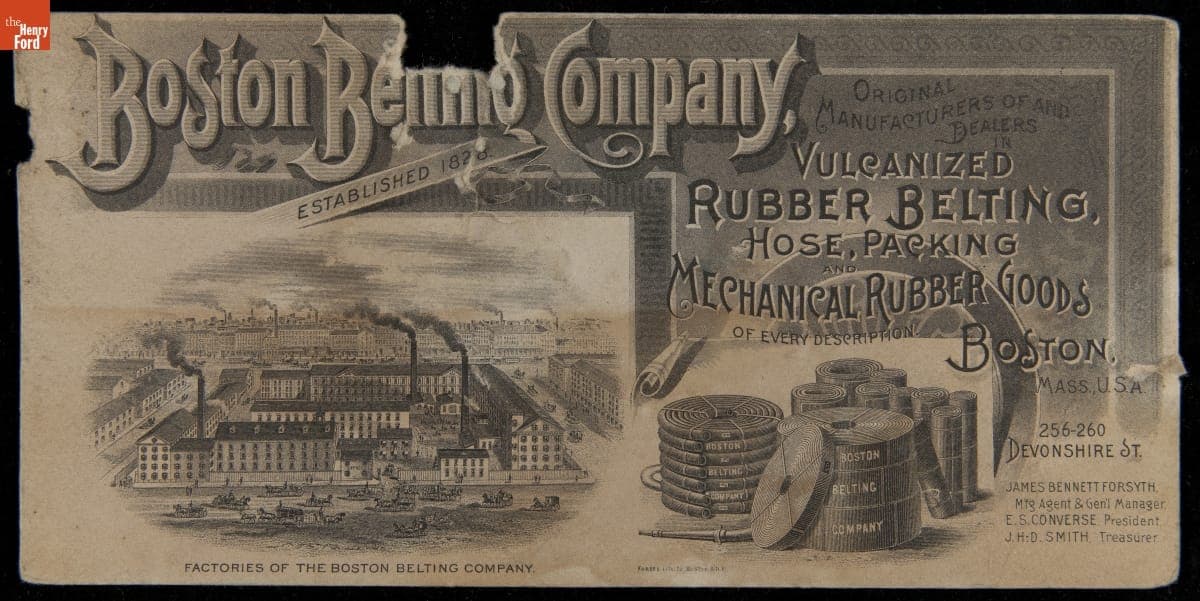 the
Henry
Ford
Boston Belting Company,
ESTABLISHED 1828.
ORIGINAL
MANUFACTURERS OF AND
DEALERS
IN
VULCANIZED
RUBBER BELTING,
HOSE, PACKING
AND
MECHANICAL RUBBER GOODS
OF EVERY DESCRIPTION.
BOSTON,
MASS., U.S.A.
256-260
DEVONSHIRE ST.
JAMES BENNETT FORSYTH,
M'f'g Agent & Gen'l Manager.
E.S. CONVERSE President.
J.H.D. SMITH Treasurer.
BOSTON
BELTING
COMPANY
BOSTON
BELTING
COMPANY
FACTORIES OF THE BOSTON BELTING COMPANY.